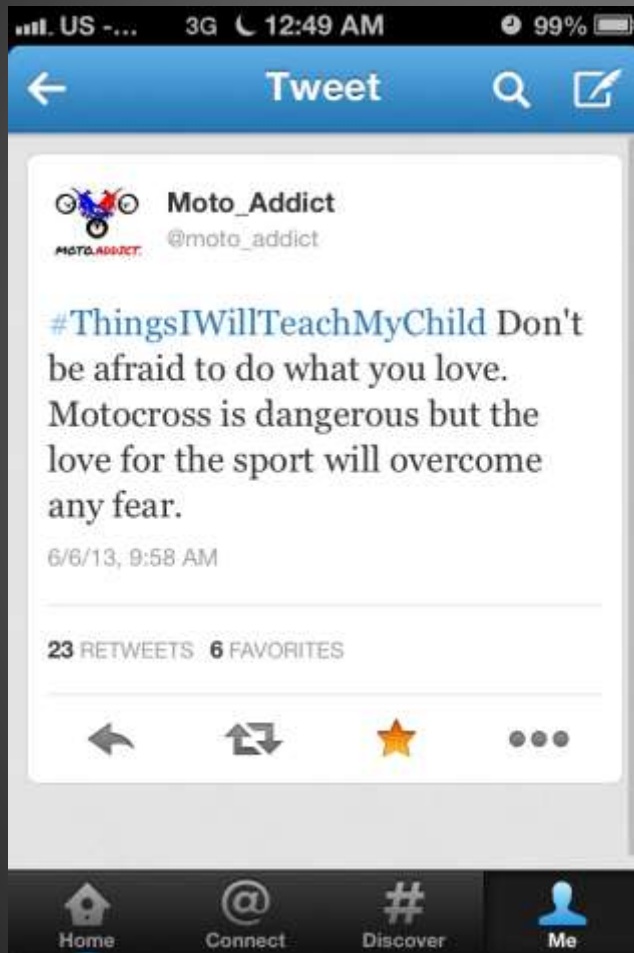 US -... 3G 12:49 AM 99%
Tweet
MOTO ADDICT.
Moto_Addict
@moto_addict
#ThingsIWillTeachMyChild Don't
be afraid to do what you love.
Motocross is dangerous but the
love for the sport will overcome
any fear.
6/6/13, 9:58 AM
23 RETWEETS 6 FAVORITES
Home Connect Discover Me